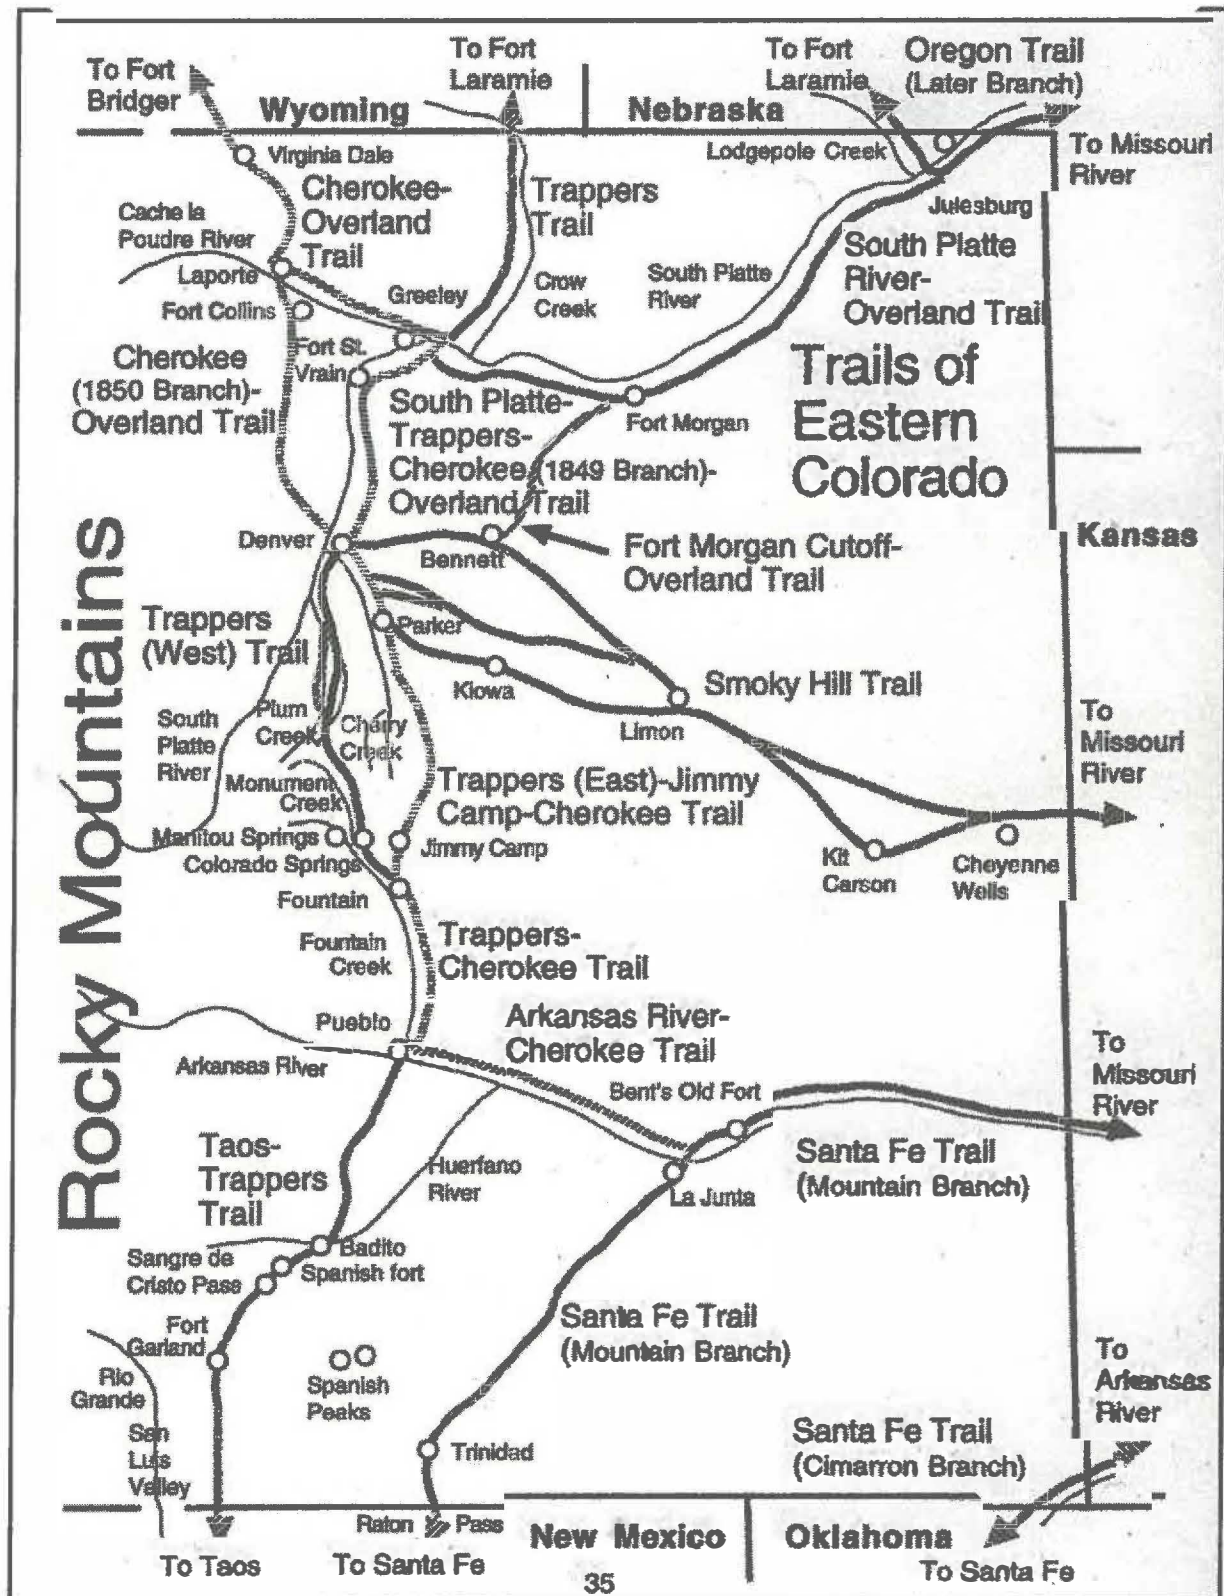 To Fort
Bridger
To Fort
Laramie
To Fort
Laramie
Oregon Trail
(Later Branch)
Wyoming
Nebraska
Virginia Dale
Lodgepole Creek
To Missouri
River
Cherokee-
Overland
Trail
Trappers
Trail
Julesburg
Cache la
Poudre River
Laporte
Crow
Creek
South Platte
River
South Platte
River-
Overland Trail
Greeley
Fort Collins
Fort St.
Vrain
Cherokee
(1850 Branch)-
Overland Trail
Trails of
Eastern
Colorado
South Platte-
Trappers-
Cherokee (1849 Branch)-
Overland Trail
Fort Morgan
Denver
Bennett
Fort Morgan Cutoff-
Overland Trail
Kansas
Rocky Mountains
Trappers
(West) Trail
Parker
Kiowa
Smoky Hill Trail
Limon
South
Platte
River
Plum
Creek
Cherry
Creek
To
Missouri
River
Monument
Creek
Trappers (East)-Jimmy
Camp-Cherokee Trail
Manitou Springs
Colorado Springs
Jimmy Camp
Kit
Carson
Cheyenne
Wells
Fountain
Fountain
Creek
Trappers-
Cherokee Trail
Pueblo
Arkansas River-
Cherokee Trail
Arkansas River
Bent's Old Fort
To
Missouri
River
Taos-
Trappers
Trail
Huerfano
River
Santa Fe Trail
(Mountain Branch)
La Junta
Badito
Spanish fort
Sangre de
Cristo Pass
Fort
Garland
Santa Fe Trail
(Mountain Branch)
Rio
Grande
Spanish
Peaks
To
Arkansas
River
San
Luis
Valley
Trinidad
Santa Fe Trail
(Cimarron Branch)
Raton Pass
New Mexico
Oklahoma
To Taos
To Santa Fe
To Santa Fe
35